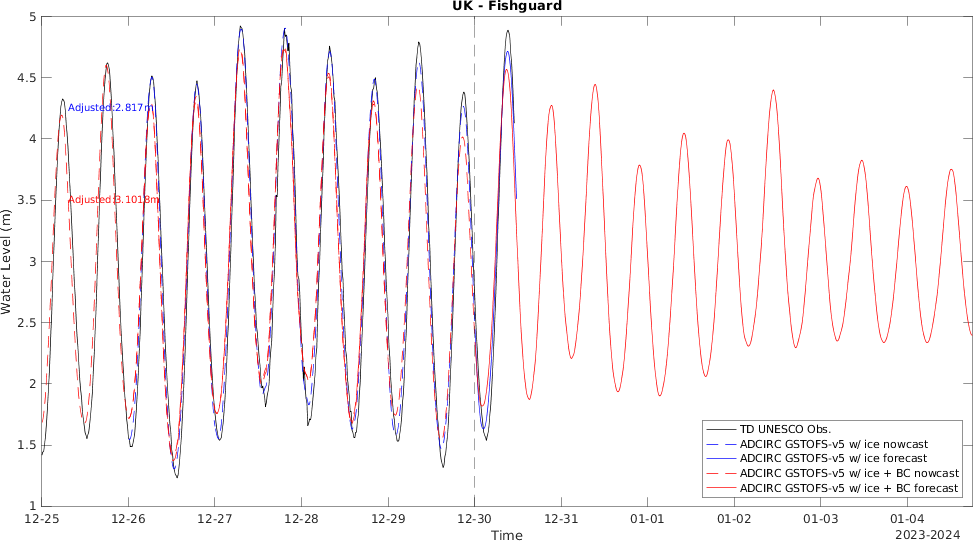 UK - Fishguard
5
4.5
4
3.5
3
2.5
2
1.5
1
Water Level (m)
Adjusted:2.817m
Adjusted:3.1018m
TD UNESCO Obs.
ADCIRC GSTOFS-v5 w/ ice nowcast
ADCIRC GSTOFS-v5 w/ ice forecast
ADCIRC GSTOFS-v5 w/ ice + BC nowcast
ADCIRC GSTOFS-v5 w/ ice + BC forecast
12-25 12-26 12-27 12-28 12-29 12-30 12-31 01-01 01-02 01-03 01-04
Time
2023-2024